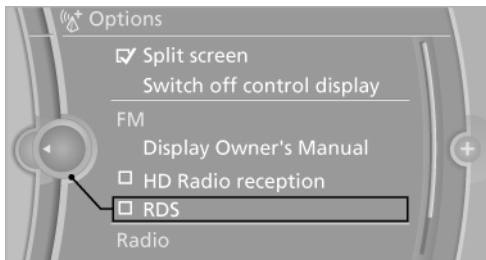 Options
Split screen
Switch off control display
FM
Display Owner's Manual
HD Radio reception
RDS
Radio